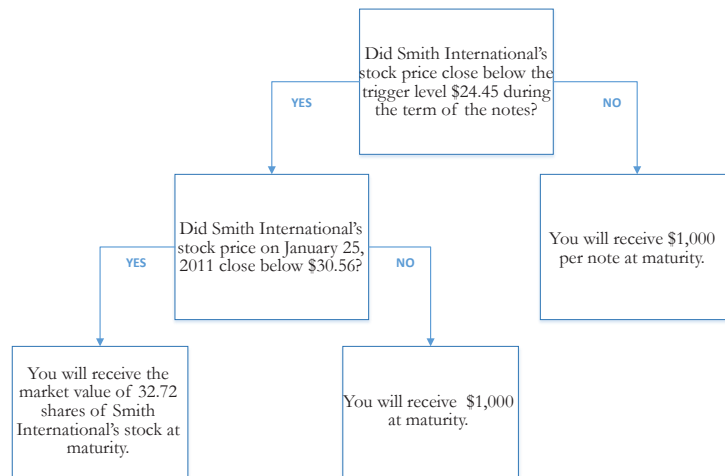 Did Smith International's
stock price close below the
trigger level $24.45 during
the term of the notes?
YES
NO
Did Smith International's
stock price on January 25,
2011 close below $30.56?
You will receive $1,000
per note at maturity.
YES
NO
You will receive the
market value of 32.72
shares of Smith
International's stock at
maturity.
You will receive $1,000
at maturity.